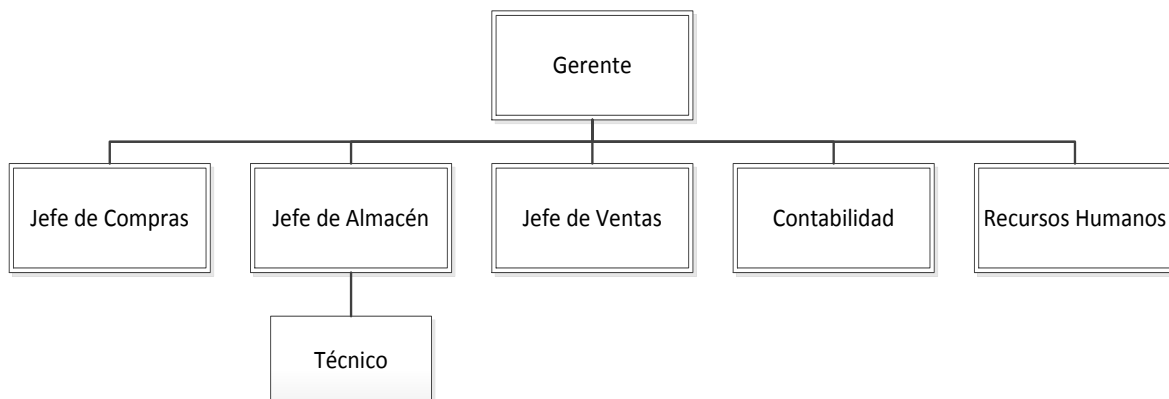 Gerente
Jefe de Compras
Jefe de Almacén
Jefe de Ventas
Contabilidad
Recursos Humanos
Técnico